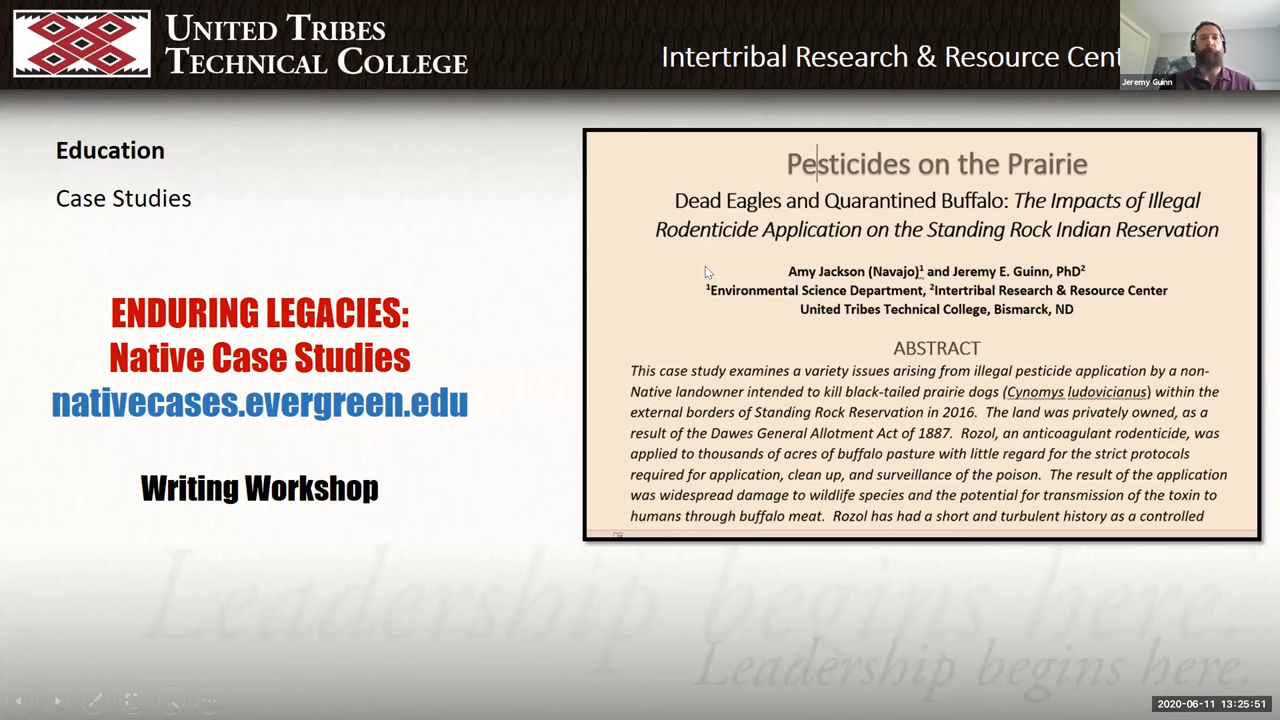 UNITED TRIBES
TECHNICAL COLLEGE
Intertribal Research & Resource Cent
Jeremy Guinn
Education
Case Studies
ENDURING LEGACIES:
Native Case Studies
nativecases.evergreen.edu
Writing Workshop
Pesticides on the Prairie
Dead Eagles and Quarantined Buffalo: The Impacts of Illegal
Rodenticide Application on the Standing Rock Indian Reservation
Amy Jackson (Navajo)¹ and Jeremy E. Guinn, PhD²
¹Environmental Science Department, ²Intertribal Research & Resource Center
United Tribes Technical College, Bismarck, ND
ABSTRACT
This case study examines a variety issues arising from illegal pesticide application by a non-
Native landowner intended to kill black-tailed prairie dogs (Cynomys ludovicianus) within the
external borders of Standing Rock Reservation in 2016. The land was privately owned, as a
result of the Dawes General Allotment Act of 1887. Rozol, an anticoagulant rodenticide, was
applied to thousands of acres of buffalo pasture with little regard for the strict protocols
required for application, clean up, and surveillance of the poison. The result of the application
was widespread damage to wildlife species and the potential for transmission of the toxin to
humans through buffalo meat. Rozol has had a short and turbulent history as a controlled
Leadership begins here.
Leadership begins here.
2020-06-11 13:25:51